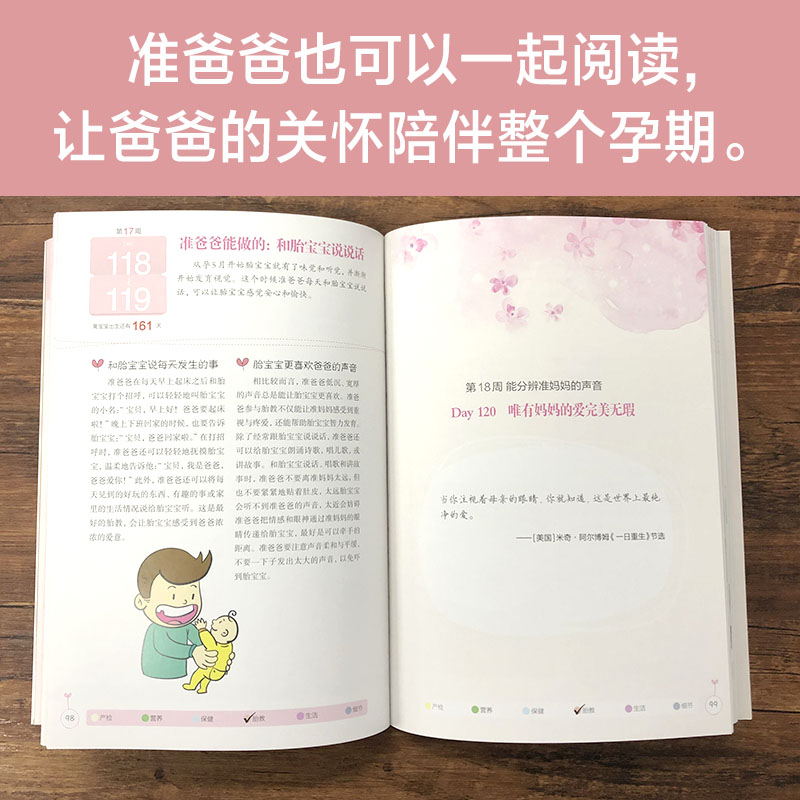 准爸爸也可以一起阅读，
让爸爸的关怀陪伴整个孕期。
第17周
118
119
离宝宝出生还有161天
准爸爸能做的：和胎宝宝说说话
从孕5月开始胎宝宝就有了味觉和听觉，并渐渐
开始发育视觉。这个时候准爸爸每天和胎宝宝说说
话，可以让胎宝宝感觉安心和愉快。
和胎宝宝说每天发生的事
准爸爸在每天早上起床之后和胎宝
宝打个招呼，可以轻轻地叫胎宝宝
的小名：“宝贝，早上好！爸爸要起床
啦！”晚上下班回家的时候，也要告诉
胎宝宝：“宝贝，爸爸回家啦。”在打招
呼时，准爸爸还可以轻轻地抚摸胎宝
宝，温柔地告诉他：“宝贝，我是爸爸，
爸爸爱你！”此外，准爸爸还可以将每
天见到的好玩的东西、有趣的事或家
里的生活情况说给胎宝宝听。这是最
好的胎教，会让胎宝宝感受到爸爸浓
浓的爱意。
胎宝宝更喜欢爸爸的声音
相比较而言，准爸爸低沉、宽厚
的声音总是能让胎宝宝更喜欢。准爸
爸参与胎教不仅能让准妈妈感受到重
视与疼爱，还能帮助胎宝宝智力发育。
除了经常跟胎宝宝说说话，准爸爸还
可以给胎宝宝朗诵诗歌，唱儿歌，或
讲故事。和胎宝宝说话、唱歌和讲故
事时，准爸爸不要离准妈妈太远，但
也不要紧紧地贴着肚皮，太远胎宝宝
会听不到准爸爸的声音，太近会妨碍
准爸爸把情感和眼神通过准妈妈的眼
睛传递给胎宝宝，最好是可以牵手的
距离。准爸爸要注意声音柔和与平缓，
不要一下子发出太大的声音，以免吓
到胎宝宝。
98
产检
营养
保健
胎教
生活
细节
第18周 能分辨准妈妈的声音
Day 120 唯有妈妈的爱完美无瑕
当你注视着母亲的眼睛，你就知道，这是世界上最纯
净的爱。
——[美国]米奇·阿尔博姆《一日重生》节选
产检
营养
保健
胎教
生活
细节
99